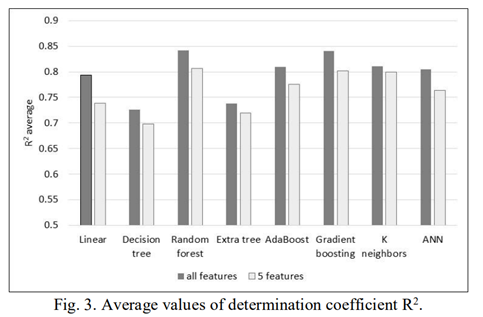 0.9
0.85
0.8
0.75
0.7
0.65
0.6
0.55
0.5
R² average
Linear Decision tree Random forest Extra tree AdaBoost Gradient boosting K neighbors ANN
all features 5 features
Fig. 3. Average values of determination coefficient R².